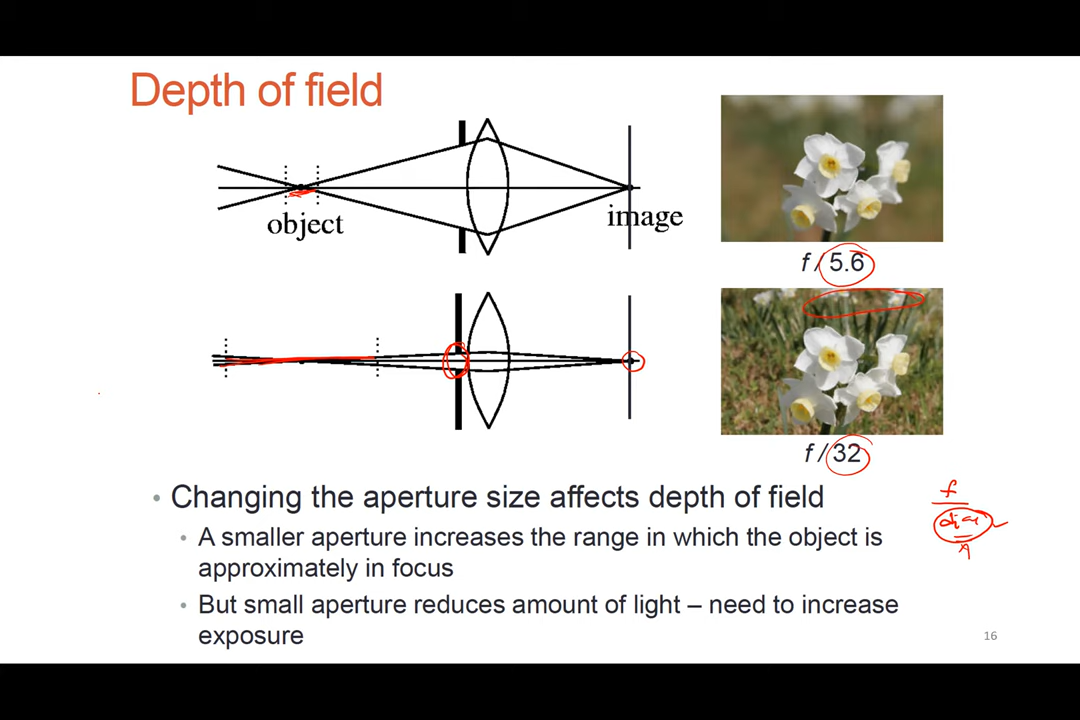 Depth of field
object
image
f / 5.6
f / 32
• Changing the aperture size affects depth of field
• A smaller aperture increases the range in which the object is
approximately in focus
• But small aperture reduces amount of light – need to increase
exposure
f
A
16